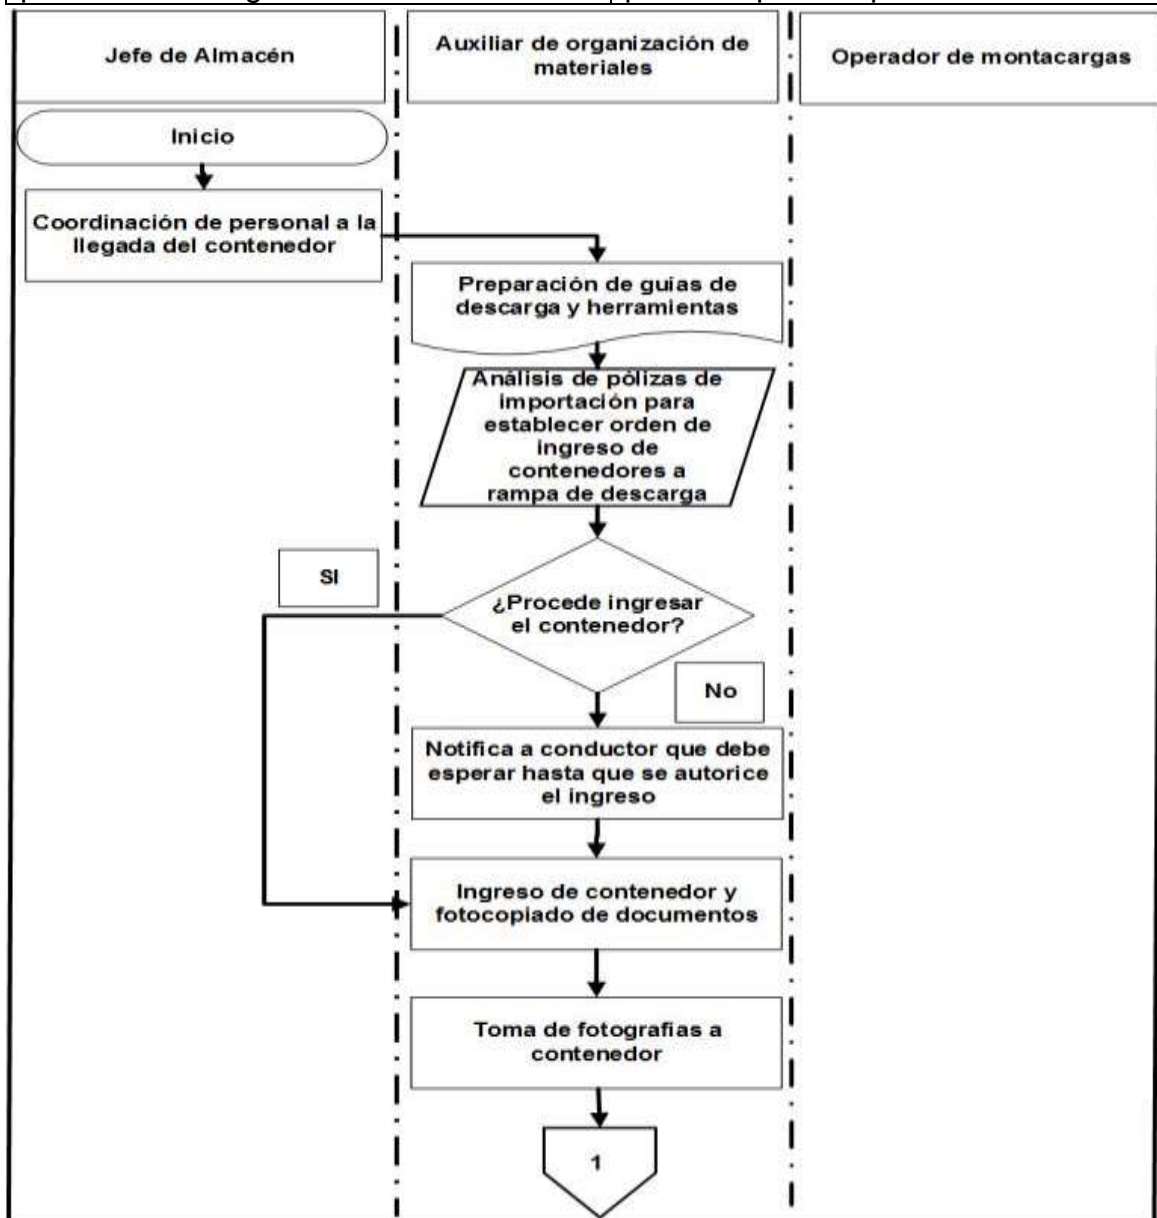 Jefe de Almacén
Auxiliar de organización de
materiales
Operador de montacargas
Inicio
Coordinación de personal a la
llegada del contenedor
Preparación de guías de
descarga y herramientas
Análisis de pólizas de
importación para
establecer orden de
ingreso de
contenedores a
rampa de descarga
SI
¿Procede ingresar
el contenedor?
No
Notifica a conductor que debe
esperar hasta que se autorice
el ingreso
Ingreso de contenedor y
fotocopiado de documentos
Toma de fotografías a
contenedor
1